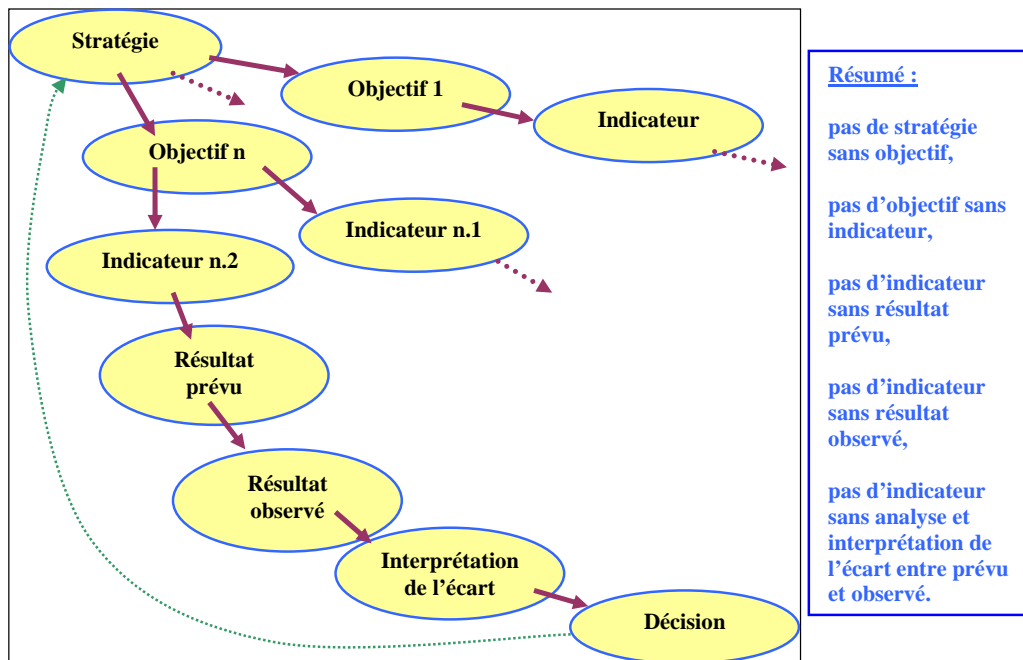 Stratégie
Objectif 1
Indicateur
Objectif n
Indicateur n.1
Indicateur n.2
Résultat
prévu
Résultat
observé
Interprétation
de l'écart
Décision
Résumé :
pas de stratégie
sans objectif,
pas d'objectif sans
indicateur,
pas d'indicateur
sans résultat
prévu,
pas d'indicateur
sans résultat
observé,
pas d'indicateur
sans analyse et
interprétation de
l'écart entre prévu
et observé.